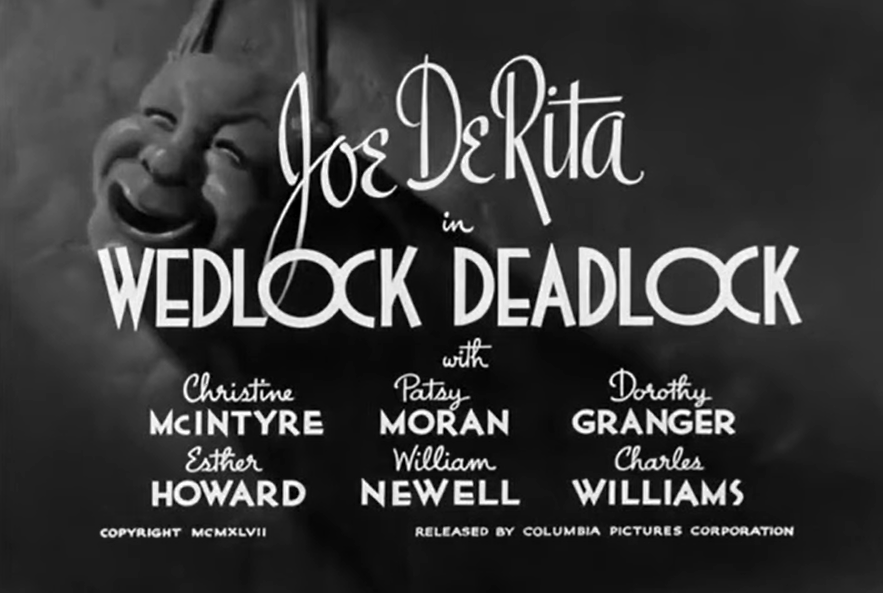 Joe DeRita
in
WEDLOCK DEADLOCK
with
Christine McINTYRE Patsy MORAN Dorothy GRANGER
Esther HOWARD William NEWELL Charles WILLIAMS
COPYRIGHT MCMXLVII RELEASED BY COLUMBIA PICTURES CORPORATION